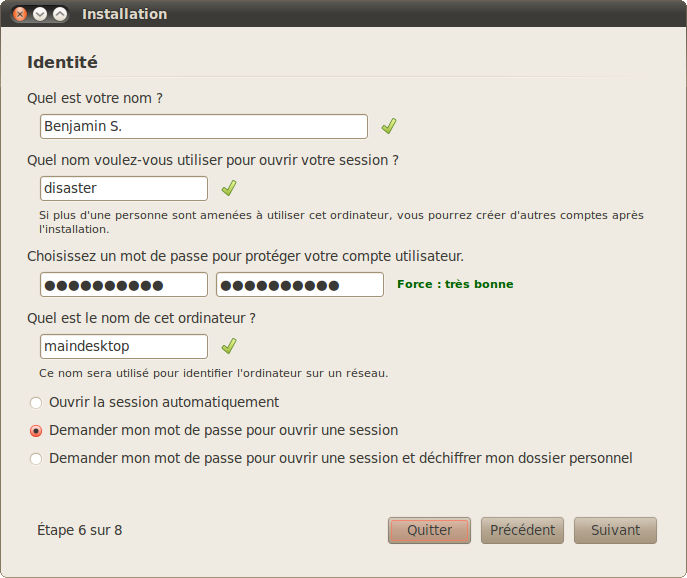 Installation
Identité
Quel est votre nom ?
Benjamin S.
Quel nom voulez-vous utiliser pour ouvrir votre session ?
disaster
Si plus d'une personne sont amenées à utiliser cet ordinateur, vous pourrez créer d'autres comptes après
l'installation.
Choisissez un mot de passe pour protéger votre compte utilisateur.
●●●●●●●●●● ●●●●●●●●●● Force : très bonne
Quel est le nom de cet ordinateur ?
maindesktop
Ce nom sera utilisé pour identifier l'ordinateur sur un réseau.
Ouvrir la session automatiquement
Demander mon mot de passe pour ouvrir une session
Demander mon mot de passe pour ouvrir une session et déchiffrer mon dossier personnel
Étape 6 sur 8 Quitter Précédent Suivant